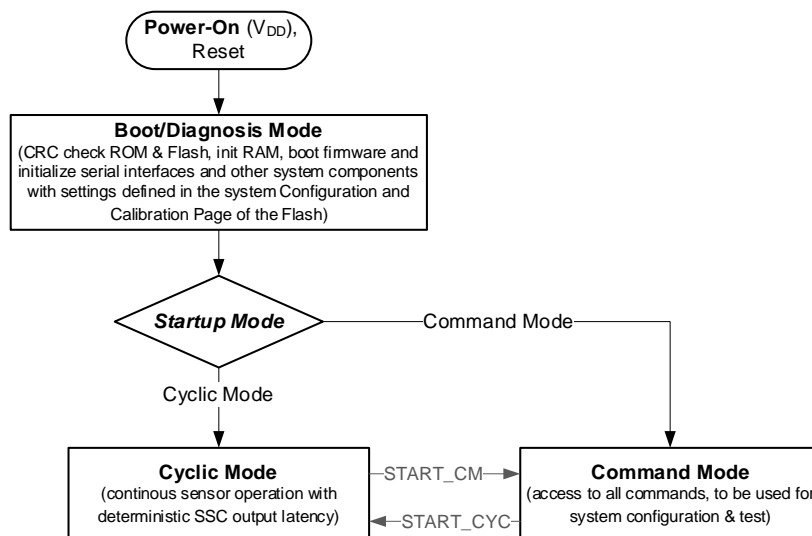 Power-On (VDD),
Reset
Boot/Diagnosis Mode
(CRC check ROM & Flash, init RAM, boot firmware and
initialize serial interfaces and other system components
with settings defined in the system Configuration and
Calibration Page of the Flash)
Startup Mode
Command Mode
Cyclic Mode
Cyclic Mode
(continous sensor operation with
deterministic SSC output latency)
START_CM
START_CYC
Command Mode
(access to all commands, to be used for
system configuration & test)